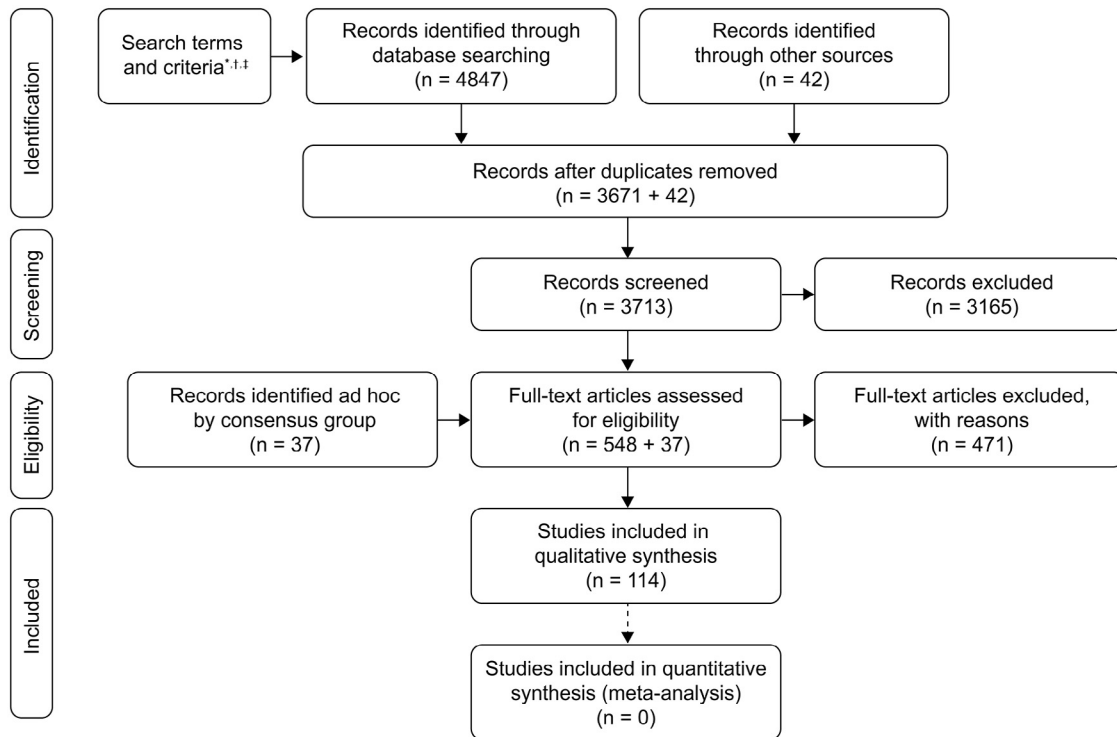 Identification
Search terms
and criteria*,†,‡
Records identified through
database searching
(n = 4847)
Records identified
through other sources
(n = 42)
Records after duplicates removed
(n = 3671 + 42)
Screening
Records screened
(n = 3713)
Records excluded
(n = 3165)
Eligibility
Records identified ad hoc
by consensus group
(n = 37)
Full-text articles assessed
for eligibility
(n = 548 + 37)
Full-text articles excluded,
with reasons
(n = 471)
Included
Studies included in
qualitative synthesis
(n = 114)
Studies included in quantitative
synthesis (meta-analysis)
(n = 0)